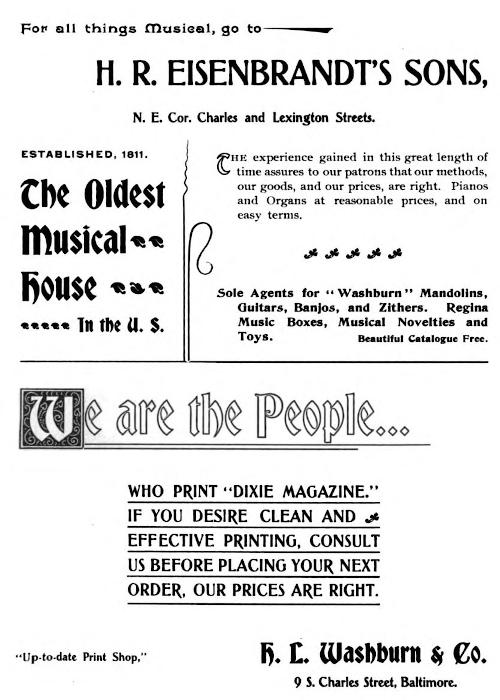 For all things Musical, go to
H. R. EISENBRANDT'S SONS,
N. E. Cor. Charles and Lexington Streets.
ESTABLISHED, 1811.
The Oldest
Musical
House
In the U. S.
THE experience gained in this great length of
time assures to our patrons that our methods,
our goods, and our prices, are right. Pianos
and Organs at reasonable prices, and on
easy terms.
Sole Agents for "Washburn" Mandolins,
Guitars, Banjos, and Zithers. Regina
Music Boxes, Musical Novelties and
Toys. Beautiful Catalogue Free.
We are the People...
WHO PRINT "DIXIE MAGAZINE."
IF YOU DESIRE CLEAN AND
EFFECTIVE PRINTING, CONSULT
US BEFORE PLACING YOUR NEXT
ORDER, OUR PRICES ARE RIGHT.
"Up-to-date Print Shop,"
H. L. Washburn & Co.
9 S. Charles Street, Baltimore.